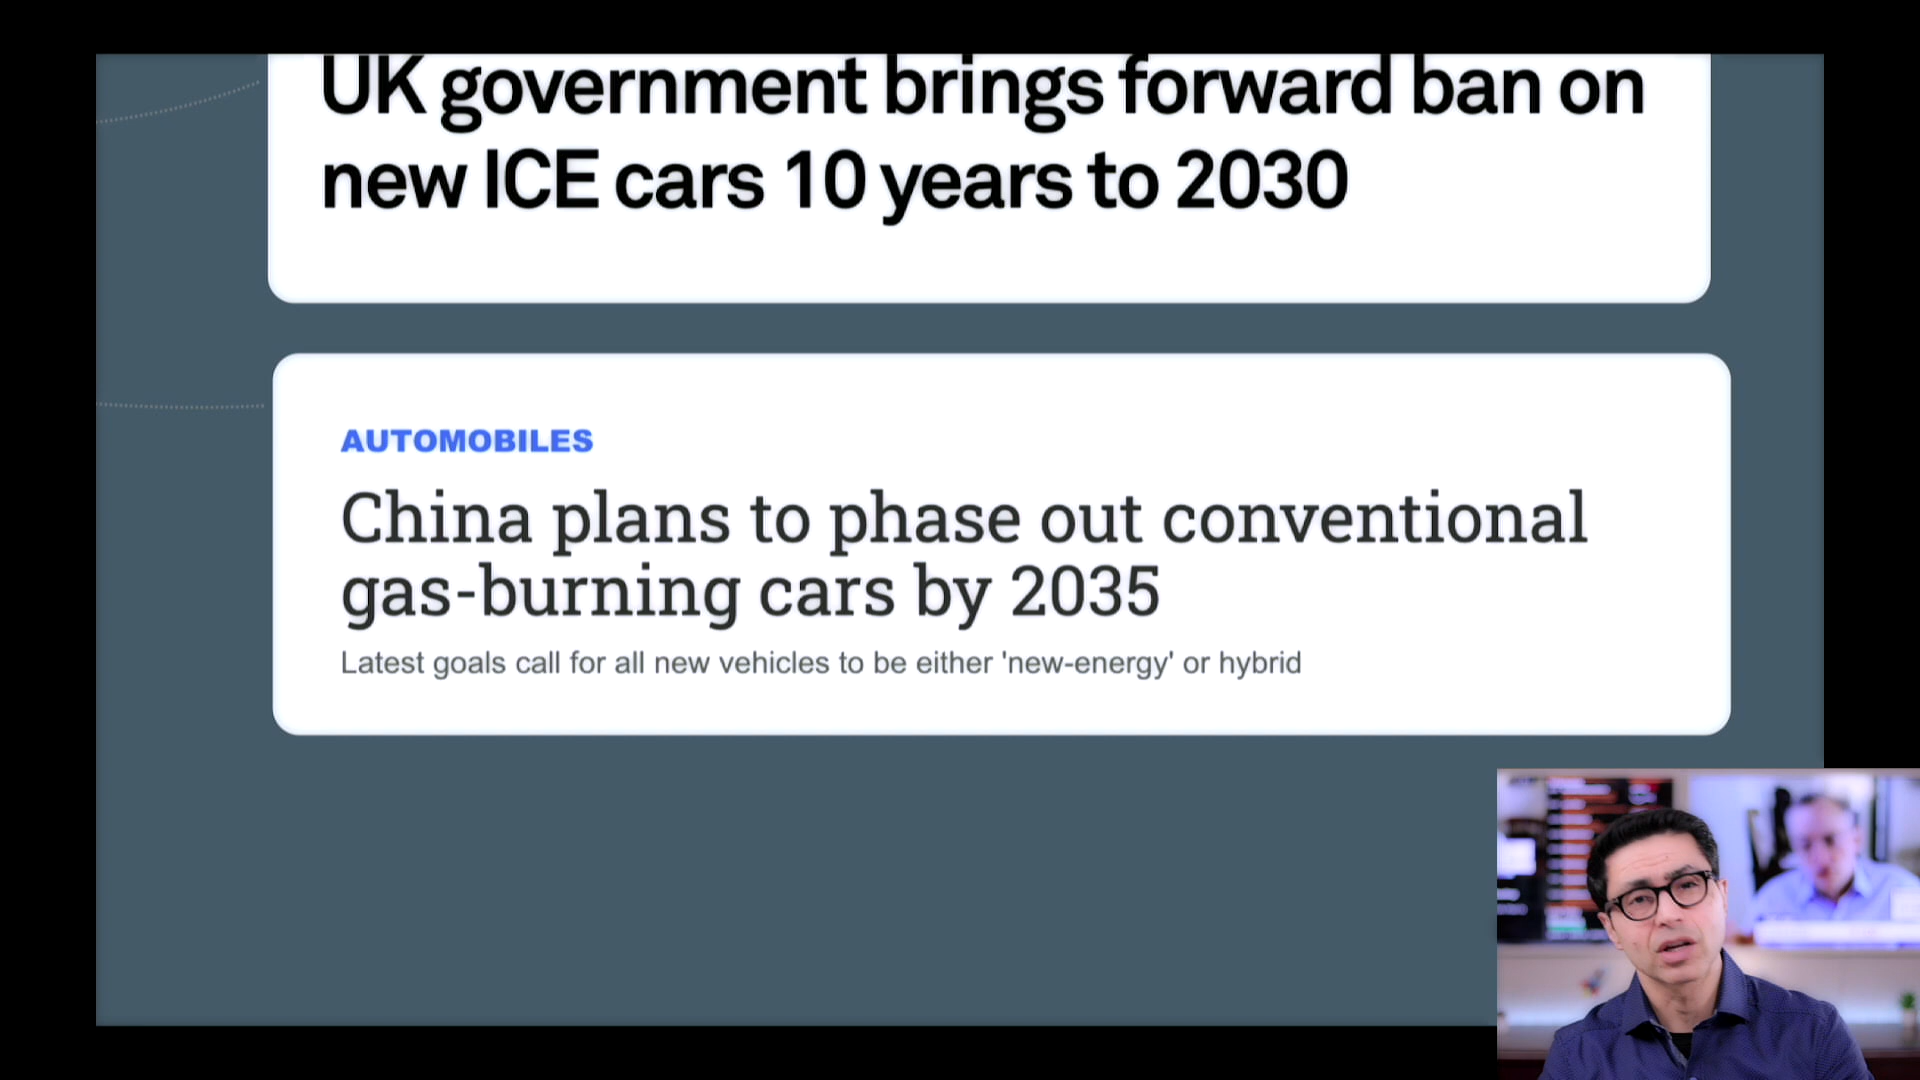 UK government brings forward ban on
new ICE cars 10 years to 2030
AUTOMOBILES
China plans to phase out conventional
gas-burning cars by 2035
Latest goals call for all new vehicles to be either 'new-energy' or hybrid